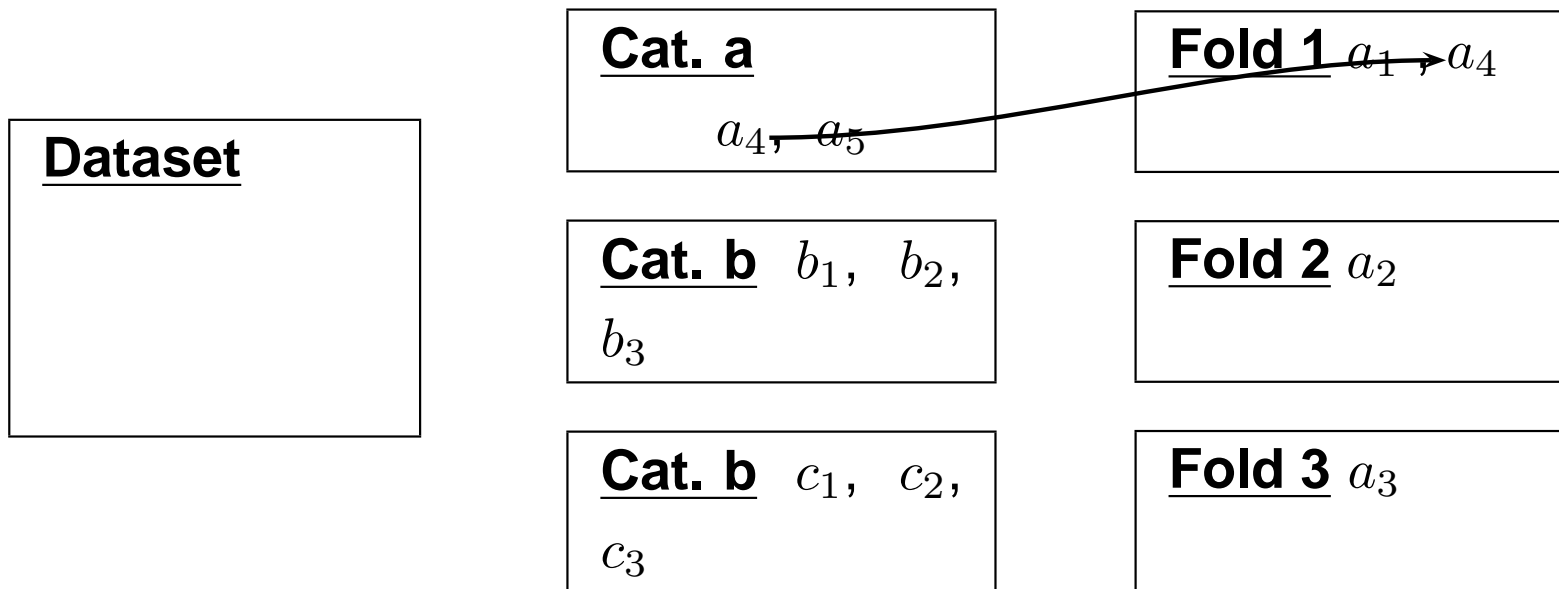 Dataset
Cat. a
a₄, a₅
Cat. b b₁, b₂,
b₃
Cat. b c₁, c₂,
c₃
Fold 1 a₁ , a₄
Fold 2 a₂
Fold 3 a₃